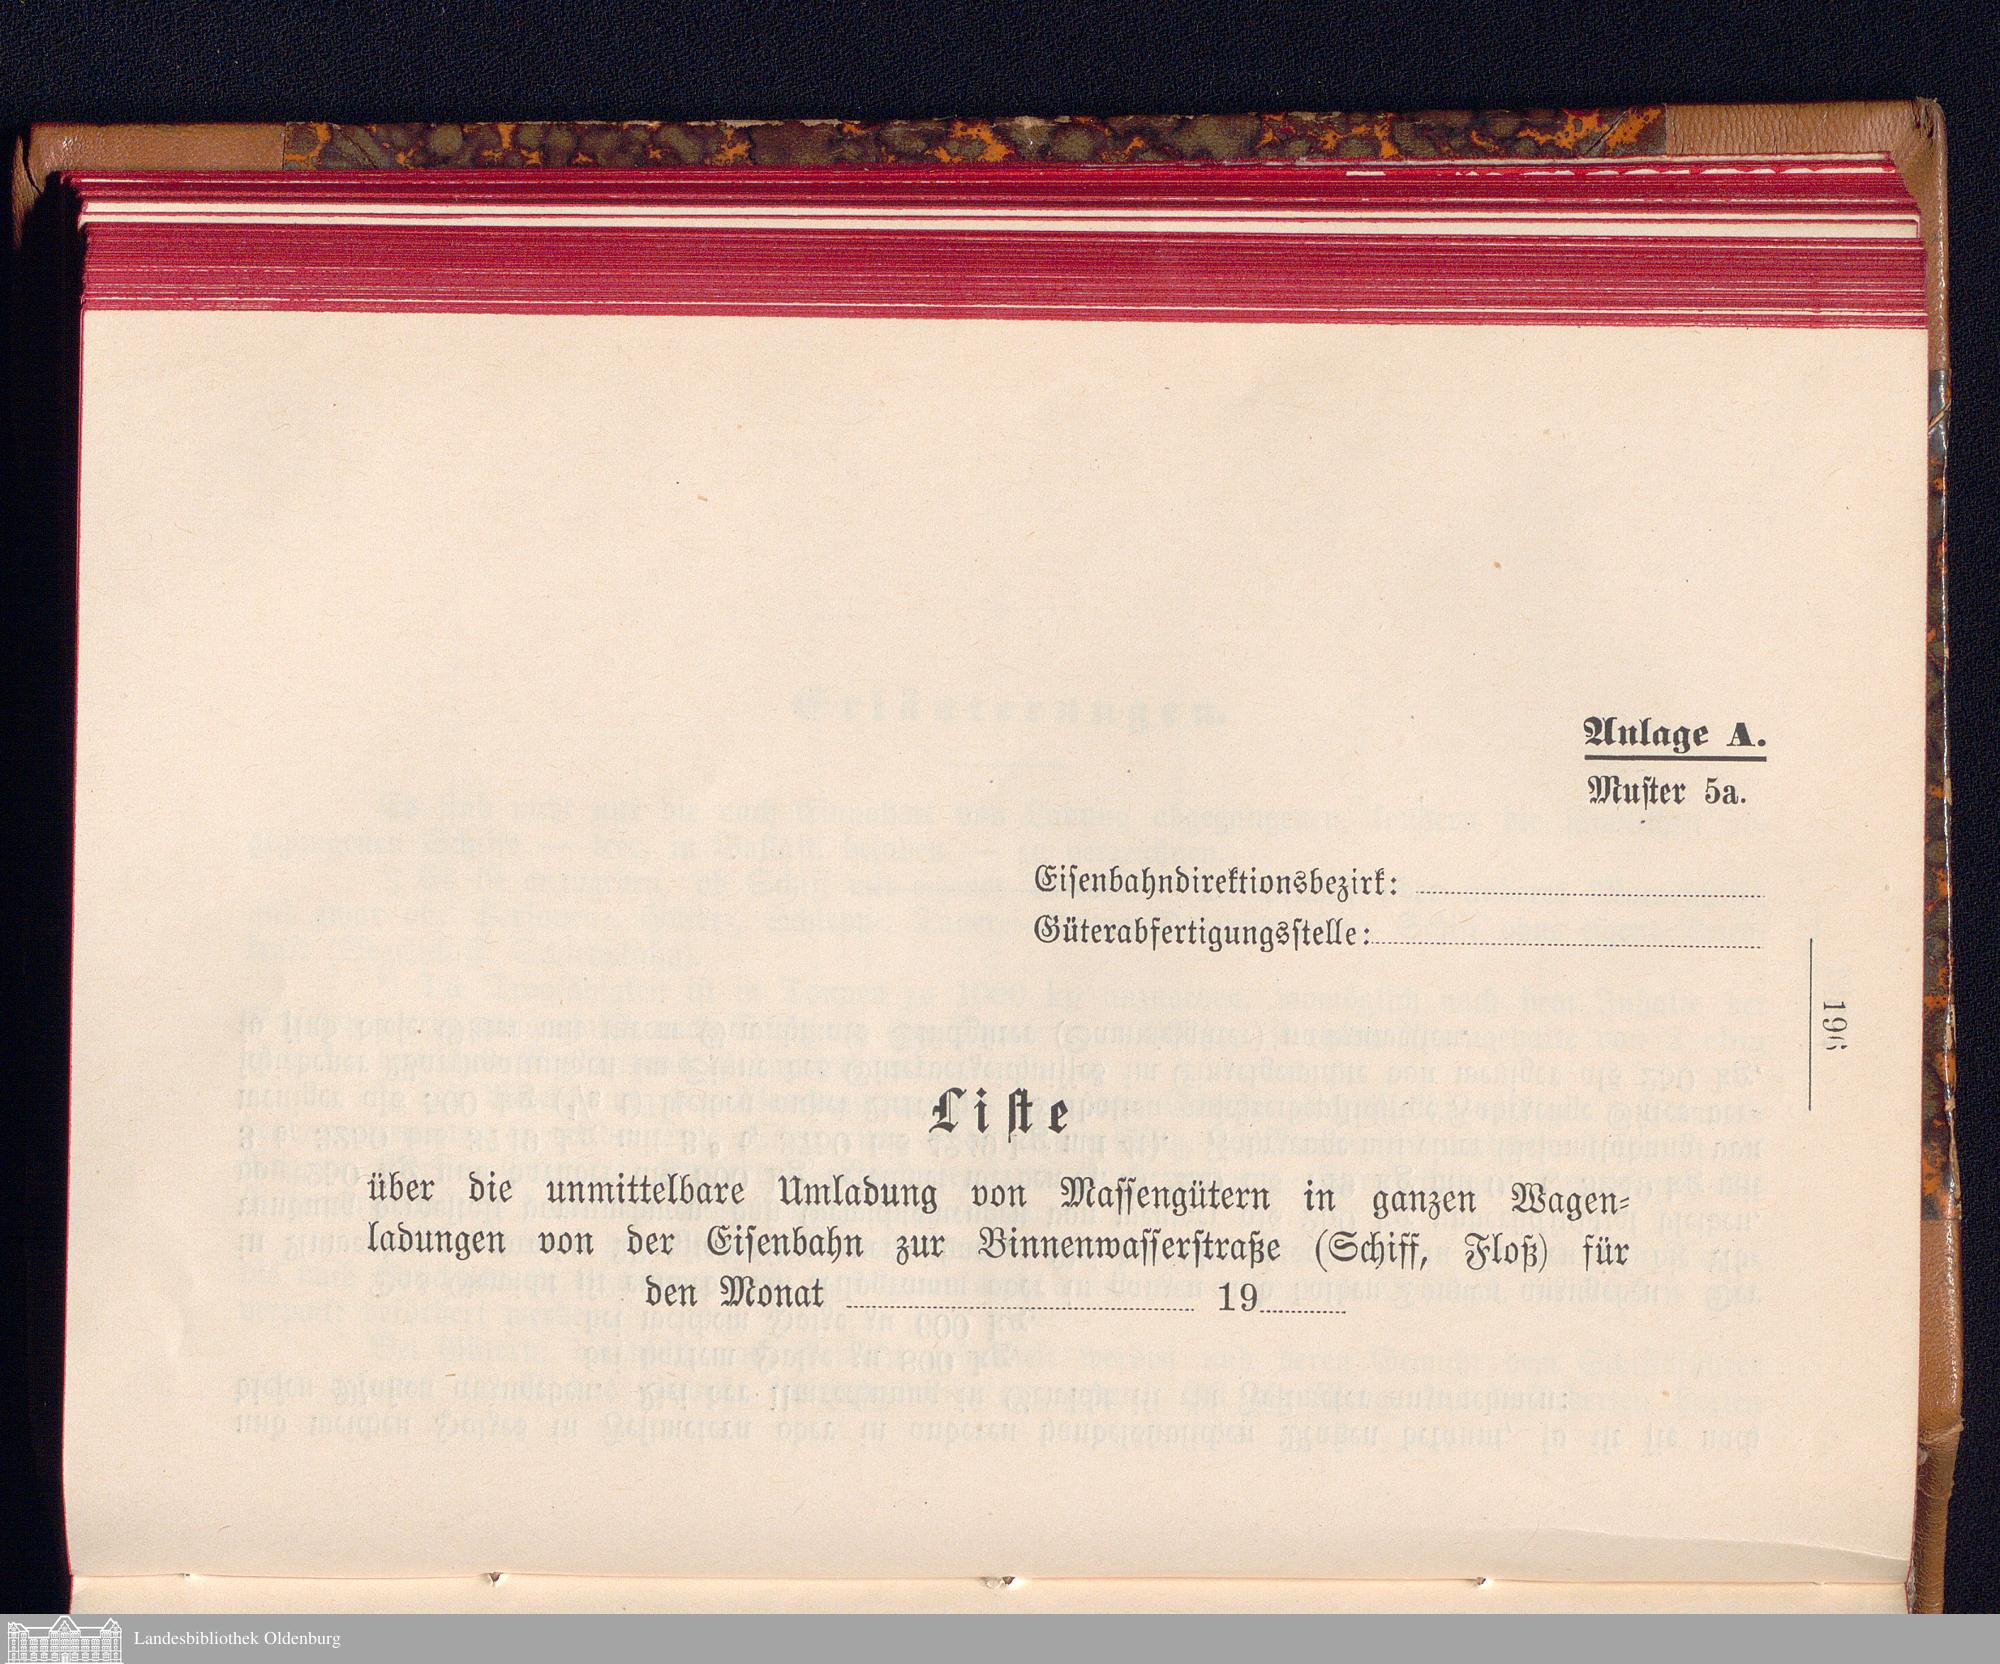 Anlage A.
Muster 5a.
Eisenbahndirektionsbezirk:
Güterabfertigungsstelle:
196
Liste
über die unmittelbare Umladung von Massengütern in ganzen Wagen-
ladungen von der Eisenbahn zur Binnenwasserstraße (Schiff, Floß) für
den Monat 19
Landesbibliothek Oldenburg